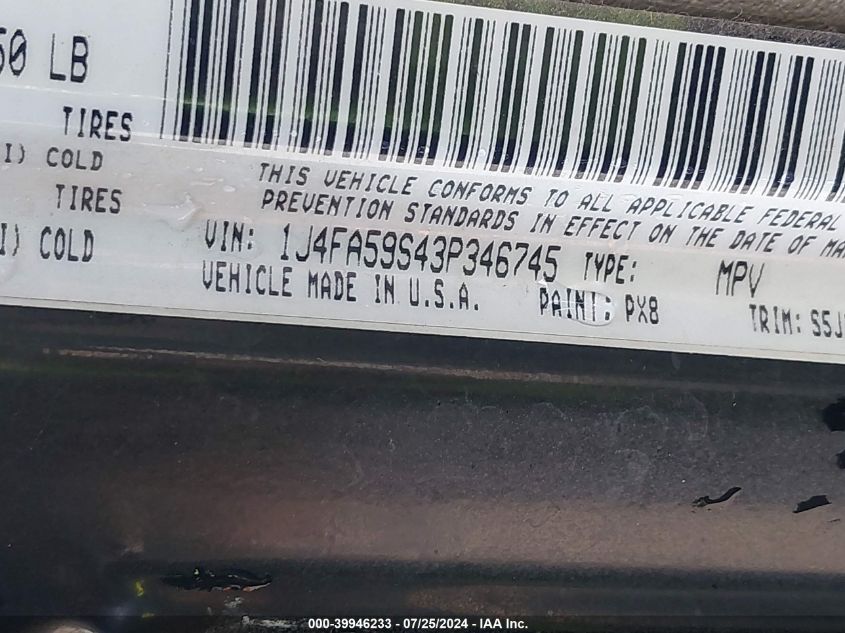 50 LB
TIRES
I) COLD
TIRES
I) COLD
THIS VEHICLE CONFORMS TO ALL APPLICABLE FEDERAL
PREVENTION STANDARDS IN EFFECT ON THE DATE OF MA
VIN: 1J4FA59S43P346745 TYPE: MPV
VEHICLE MADE IN U.S.A. PAINT: PX8 TRIM: S5J
000-39946233 - 07/25/2024 - IAA Inc.